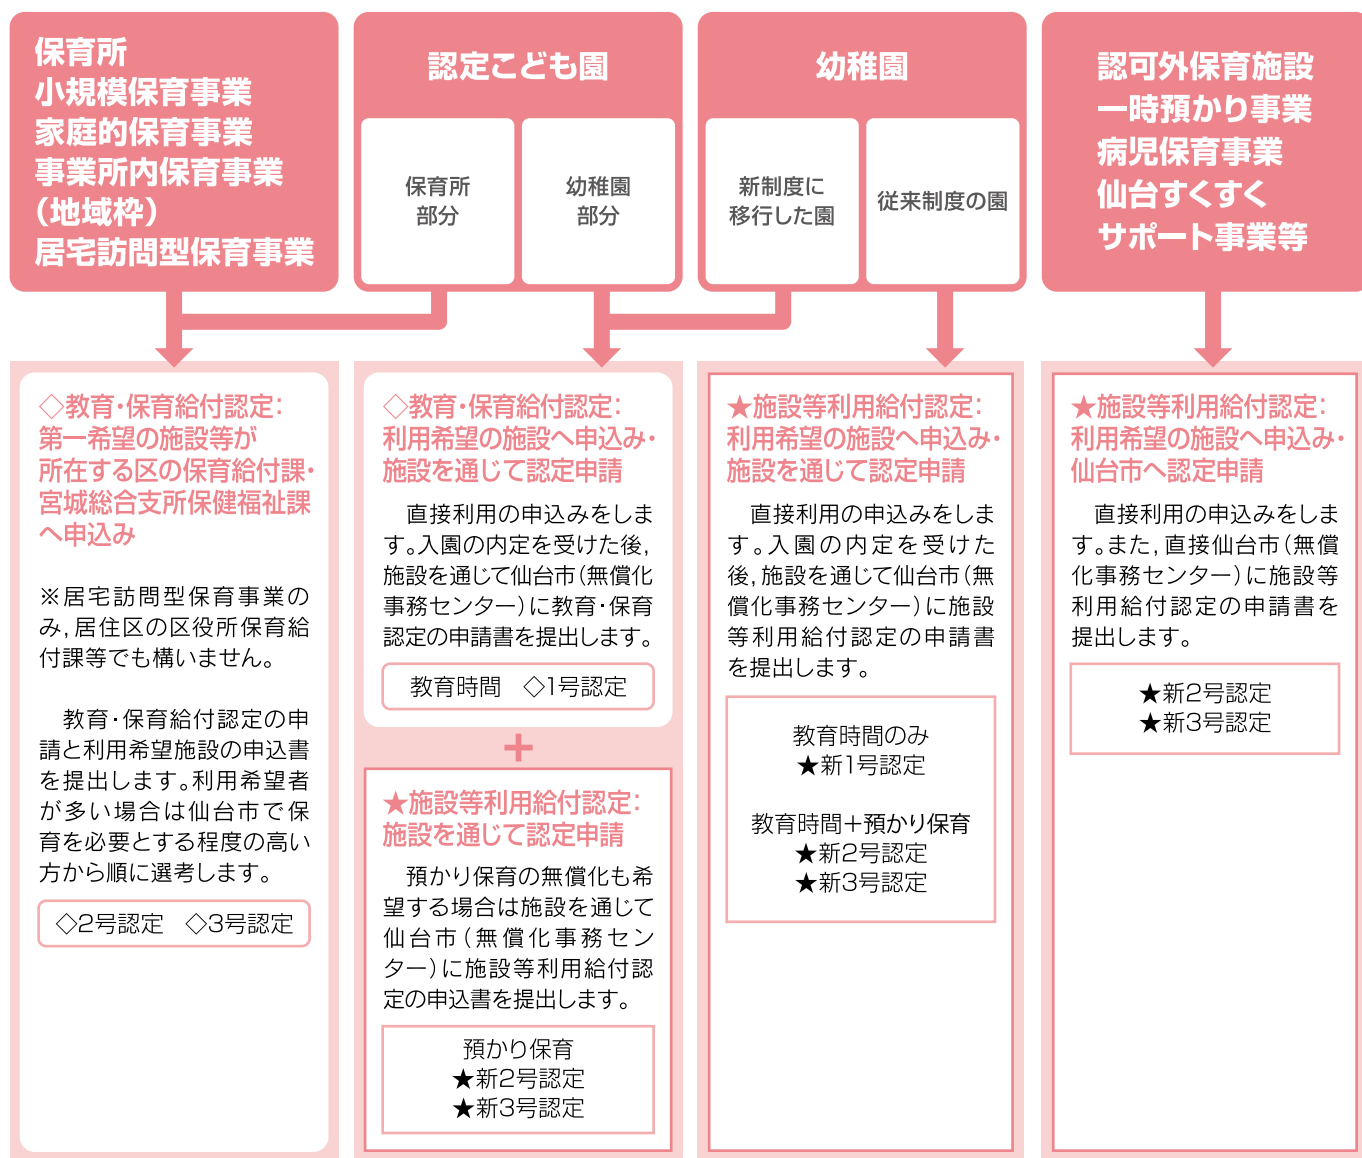 保育所
小規模保育事業
家庭的保育事業
事業所内保育事業
（地域枠）
居宅訪問型保育事業
認定こども園
保育所
部分
幼稚園
部分
幼稚園
新制度に
移行した園
従来制度の園
認可外保育施設
一時預かり事業
病児保育事業
仙台すくすく
サポート事業等
◇教育・保育給付認定：
第一希望の施設等が
所在する区の保育給付課・
宮城総合支所保健福祉課
へ申込み
※居宅訪問型保育事業の
み，居住区の区役所保育給
付課等でも構いません。
教育・保育給付認定の申
請と利用希望施設の申込書
を提出します。利用希望者
が多い場合は仙台市で保
育を必要とする程度の高い
方から順に選考します。
◇2号認定　◇3号認定
◇教育・保育給付認定：
利用希望の施設へ申込み・
施設を通じて認定申請
直接利用の申込みをしま
す。入園の内定を受けた後，
施設を通じて仙台市（無償化
事務センター）に教育・保育
認定の申請書を提出します。
教育時間　◇1号認定
＋
★施設等利用給付認定：
施設を通じて認定申請
預かり保育の無償化も希
望する場合は施設を通じて
仙台市（無償化事務セン
ター）に施設等利用給付認
定の申込書を提出します。
預かり保育
★新2号認定
★新3号認定
★施設等利用給付認定：
利用希望の施設へ申込み・
施設を通じて認定申請
直接利用の申込みをしま
す。入園の内定を受けた
後，施設を通じて仙台市（無
償化事務センター）に施設
等利用給付認定の申請書
を提出します。
教育時間のみ
★新1号認定
教育時間＋預かり保育
★新2号認定
★新3号認定
★施設等利用給付認定：
利用希望の施設へ申込み・
仙台市へ認定申請
直接利用の申込みをしま
す。また，直接仙台市（無償
化事務センター）に施設等
利用給付認定の申請書を
提出します。
★新2号認定
★新3号認定